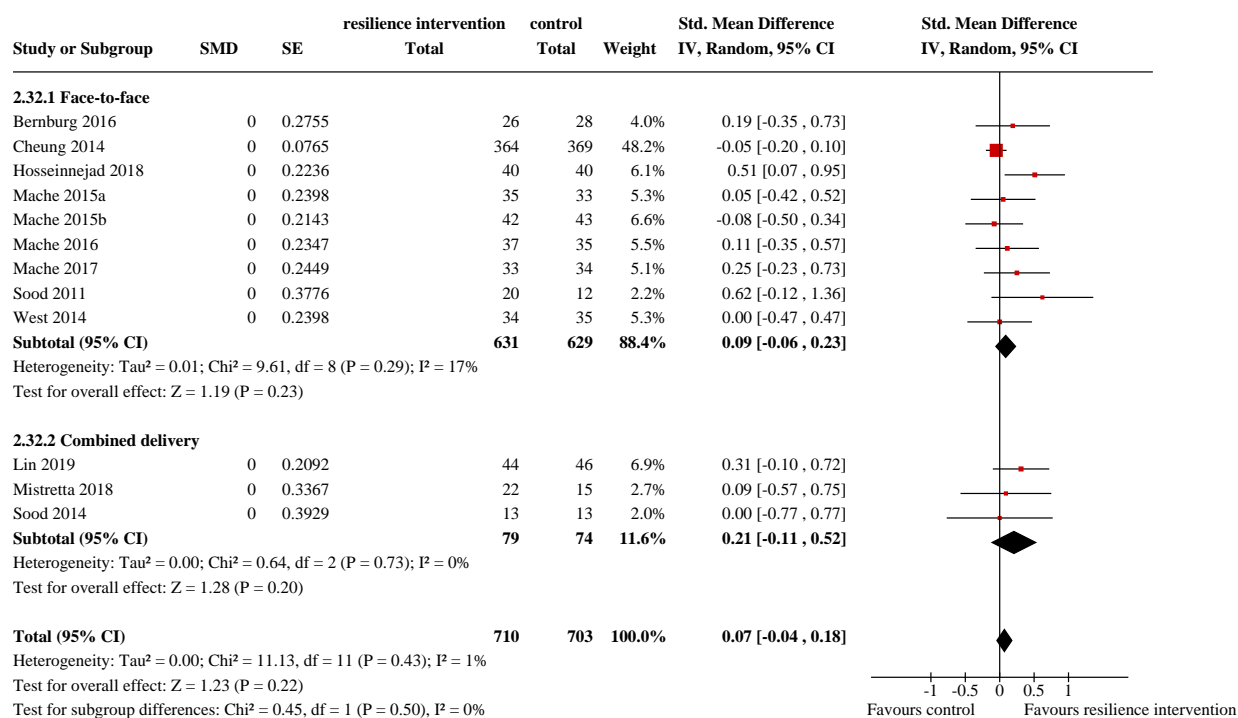 resilience intervention control Std. Mean Difference Std. Mean Difference
Study or Subgroup SMD SE Total Total Weight IV, Random, 95% CI IV, Random, 95% CI
2.32.1 Face-to-face
Bernburg 2016 0 0.2755 26 28 4.0% 0.19 [-0.35 , 0.73]
Cheung 2014 0 0.0765 364 369 48.2% -0.05 [-0.20 , 0.10]
Hosseinnejad 2018 0 0.2236 40 40 6.1% 0.51 [0.07 , 0.95]
Mache 2015a 0 0.2398 35 33 5.3% 0.05 [-0.42 , 0.52]
Mache 2015b 0 0.2143 42 43 6.6% -0.08 [-0.50 , 0.34]
Mache 2016 0 0.2347 37 35 5.5% 0.11 [-0.35 , 0.57]
Mache 2017 0 0.2449 33 34 5.1% 0.25 [-0.23 , 0.73]
Sood 2011 0 0.3776 20 12 2.2% 0.62 [-0.12 , 1.36]
West 2014 0 0.2398 34 35 5.3% 0.00 [-0.47 , 0.47]
Subtotal (95% CI) 631 629 88.4% 0.09 [-0.06 , 0.23]
Heterogeneity: Tau² = 0.01; Chi² = 9.61, df = 8 (P = 0.29); I² = 17%
Test for overall effect: Z = 1.19 (P = 0.23)
2.32.2 Combined delivery
Lin 2019 0 0.2092 44 46 6.9% 0.31 [-0.10 , 0.72]
Mistretta 2018 0 0.3367 22 15 2.7% 0.09 [-0.57 , 0.75]
Sood 2014 0 0.3929 13 13 2.0% 0.00 [-0.77 , 0.77]
Subtotal (95% CI) 79 74 11.6% 0.21 [-0.11 , 0.52]
Heterogeneity: Tau² = 0.00; Chi² = 0.64, df = 2 (P = 0.73); I² = 0%
Test for overall effect: Z = 1.28 (P = 0.20)
Total (95% CI) 710 703 100.0% 0.07 [-0.04 , 0.18]
Heterogeneity: Tau² = 0.00; Chi² = 11.13, df = 11 (P = 0.43); I² = 1%
Test for overall effect: Z = 1.23 (P = 0.22)
-1 -0.5 0 0.5 1
Test for subgroup differences: Chi² = 0.45, df = 1 (P = 0.50), I² = 0% Favours control Favours resilience intervention